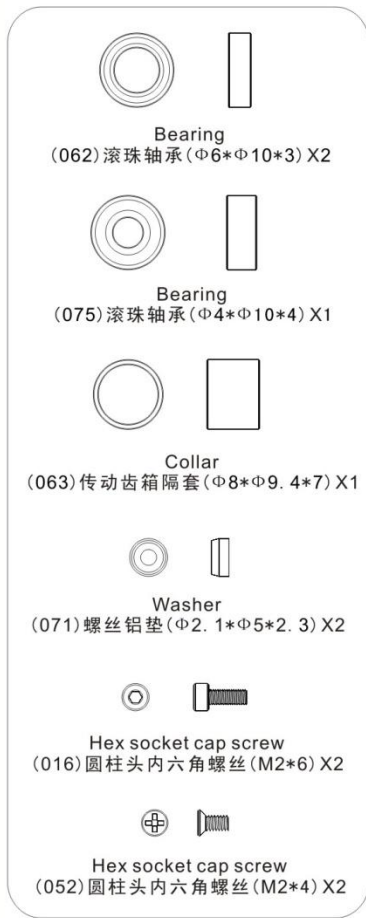 Bearing
(062)滚珠轴承(Φ6*Φ10*3)X2
Bearing
(075)滚珠轴承(Φ4*Φ10*4)X1
Collar
(063)传动齿箱隔套(Φ8*Φ9.4*7)X1
Washer
(071)螺丝铝垫(Φ2.1*Φ5*2.3)X2
Hex socket cap screw
(016)圆柱头内六角螺丝(M2*6)X2
Hex socket cap screw
(052)圆柱头内六角螺丝(M2*4)X2